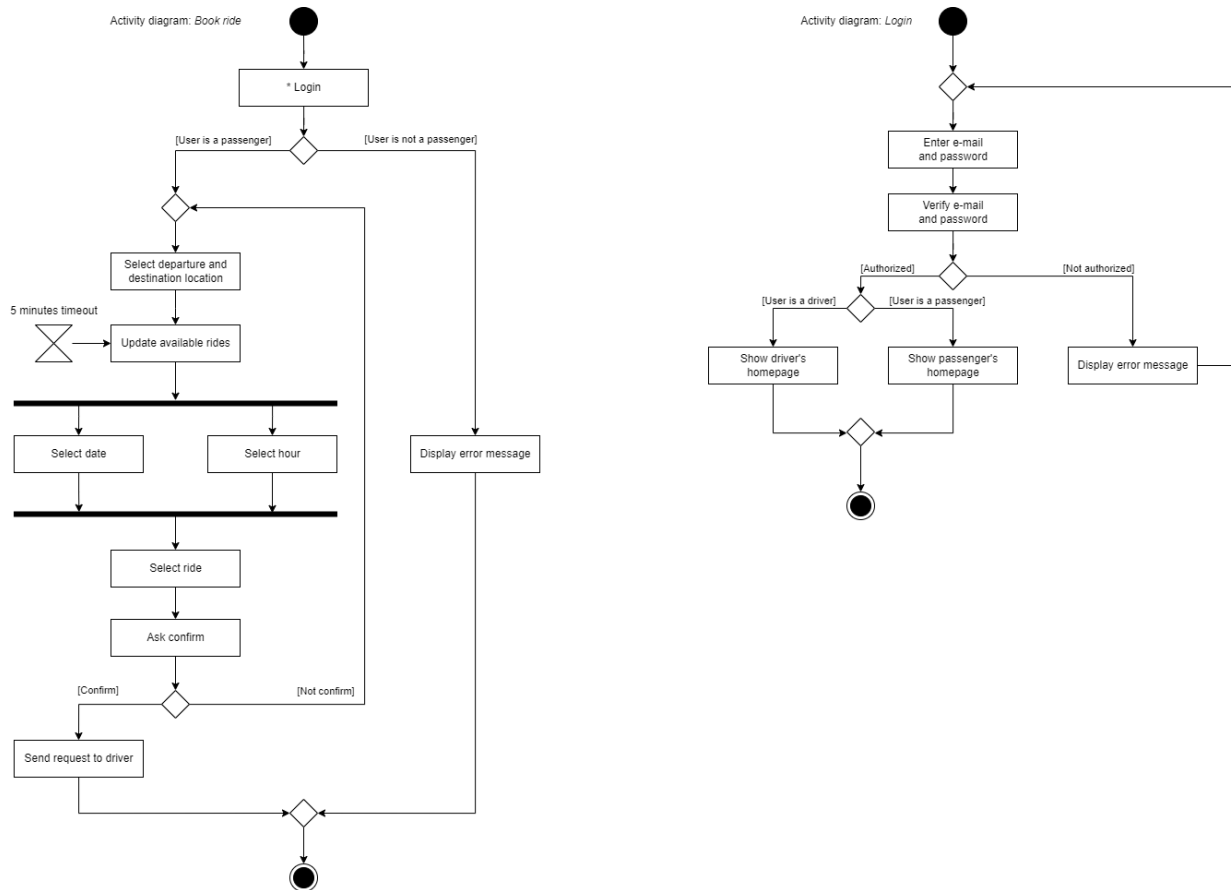 Activity diagram: Book ride
* Login
[User is a passenger]
[User is not a passenger]
Select departure and
destination location
5 minutes timeout
Update available rides
Select date
Select hour
Display error message
Select ride
Ask confirm
[Confirm]
[Not confirm]
Send request to driver
Activity diagram: Login
Enter e-mail
and password
Verify e-mail
and password
[Authorized]
[Not authorized]
[User is a driver]
[User is a passenger]
Show driver's
homepage
Show passenger's
homepage
Display error message